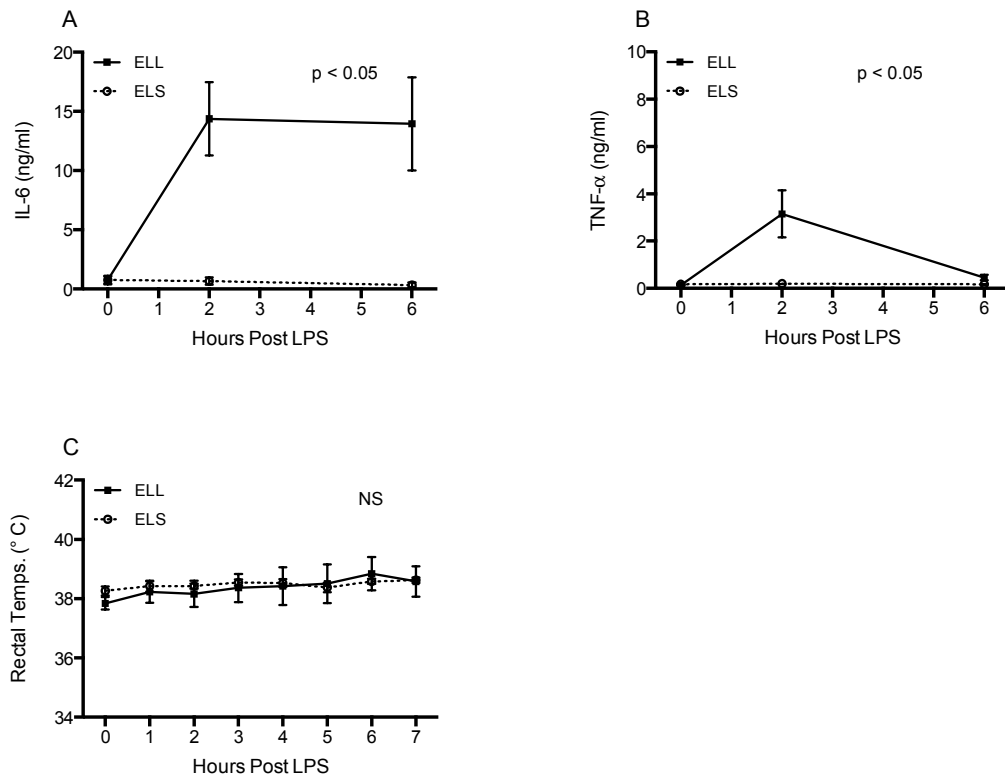 A
IL-6 (ng/ml)
20
15
10
5
0
ELL
ELS
p < 0.05
0 1 2 3 4 5 6
Hours Post LPS
B
TNF-α (ng/ml)
10
8
6
4
2
0
ELL
ELS
p < 0.05
0 1 2 3 4 5 6
Hours Post LPS
C
Rectal Temps. (° C)
42
40
38
36
34
ELL
ELS
NS
0 1 2 3 4 5 6 7
Hours Post LPS